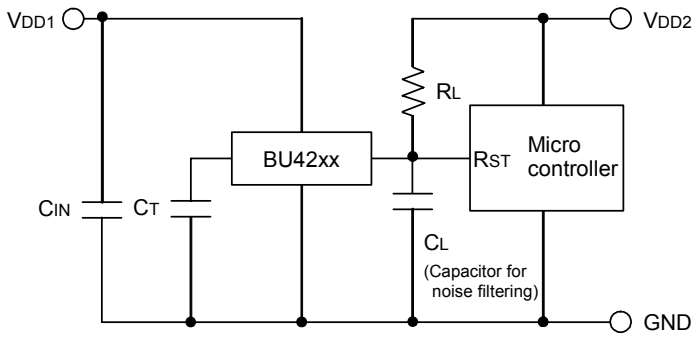 VDD1
VDD2
RL
BU42xx
RST
Micro
controller
CIN
CT
CL
(Capacitor for
noise filtering)
GND